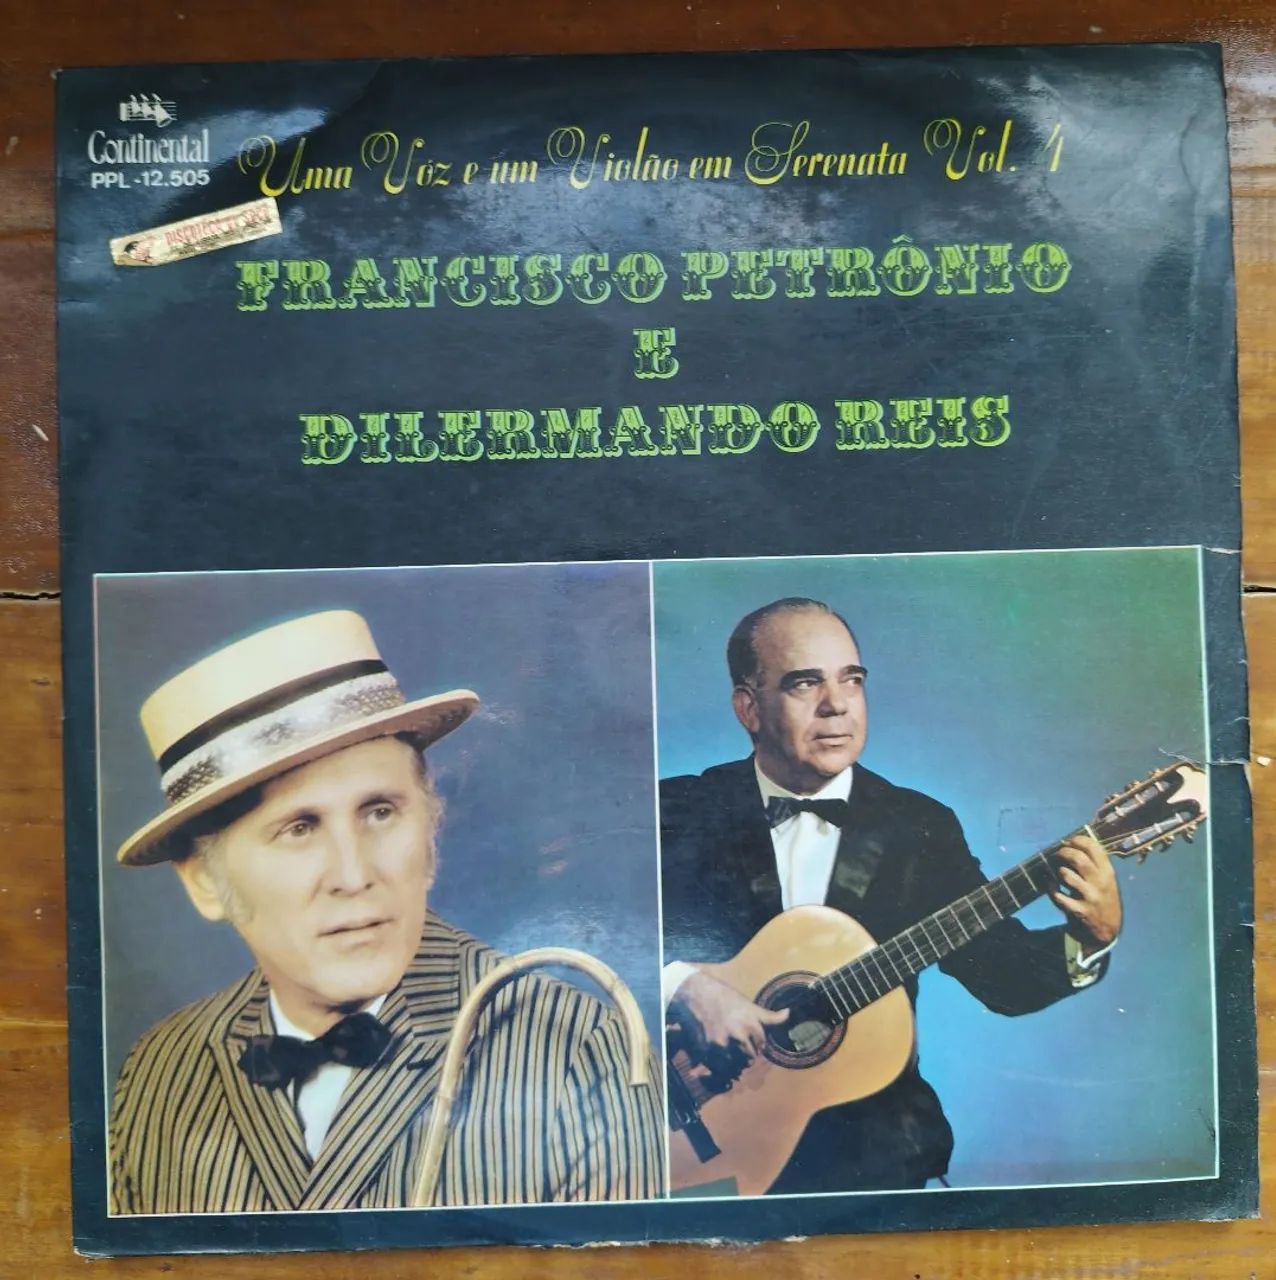 Continental
PPL-12.505
Uma Voz e um Violão em Serenata Vol. 4
FRANCISCO PETRÔNIO
E
DILERMANDO REIS